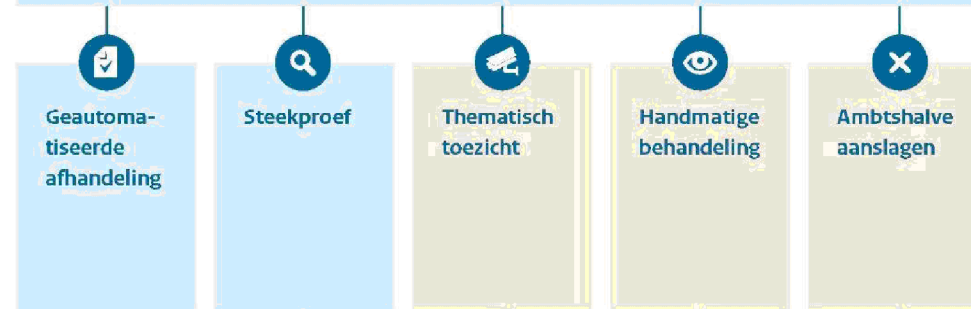 Geautoma-
tiseerde
afhandeling
Steekproef
Thematisch
toezicht
Handmatige
behandeling
Ambtshalve
aanslagen